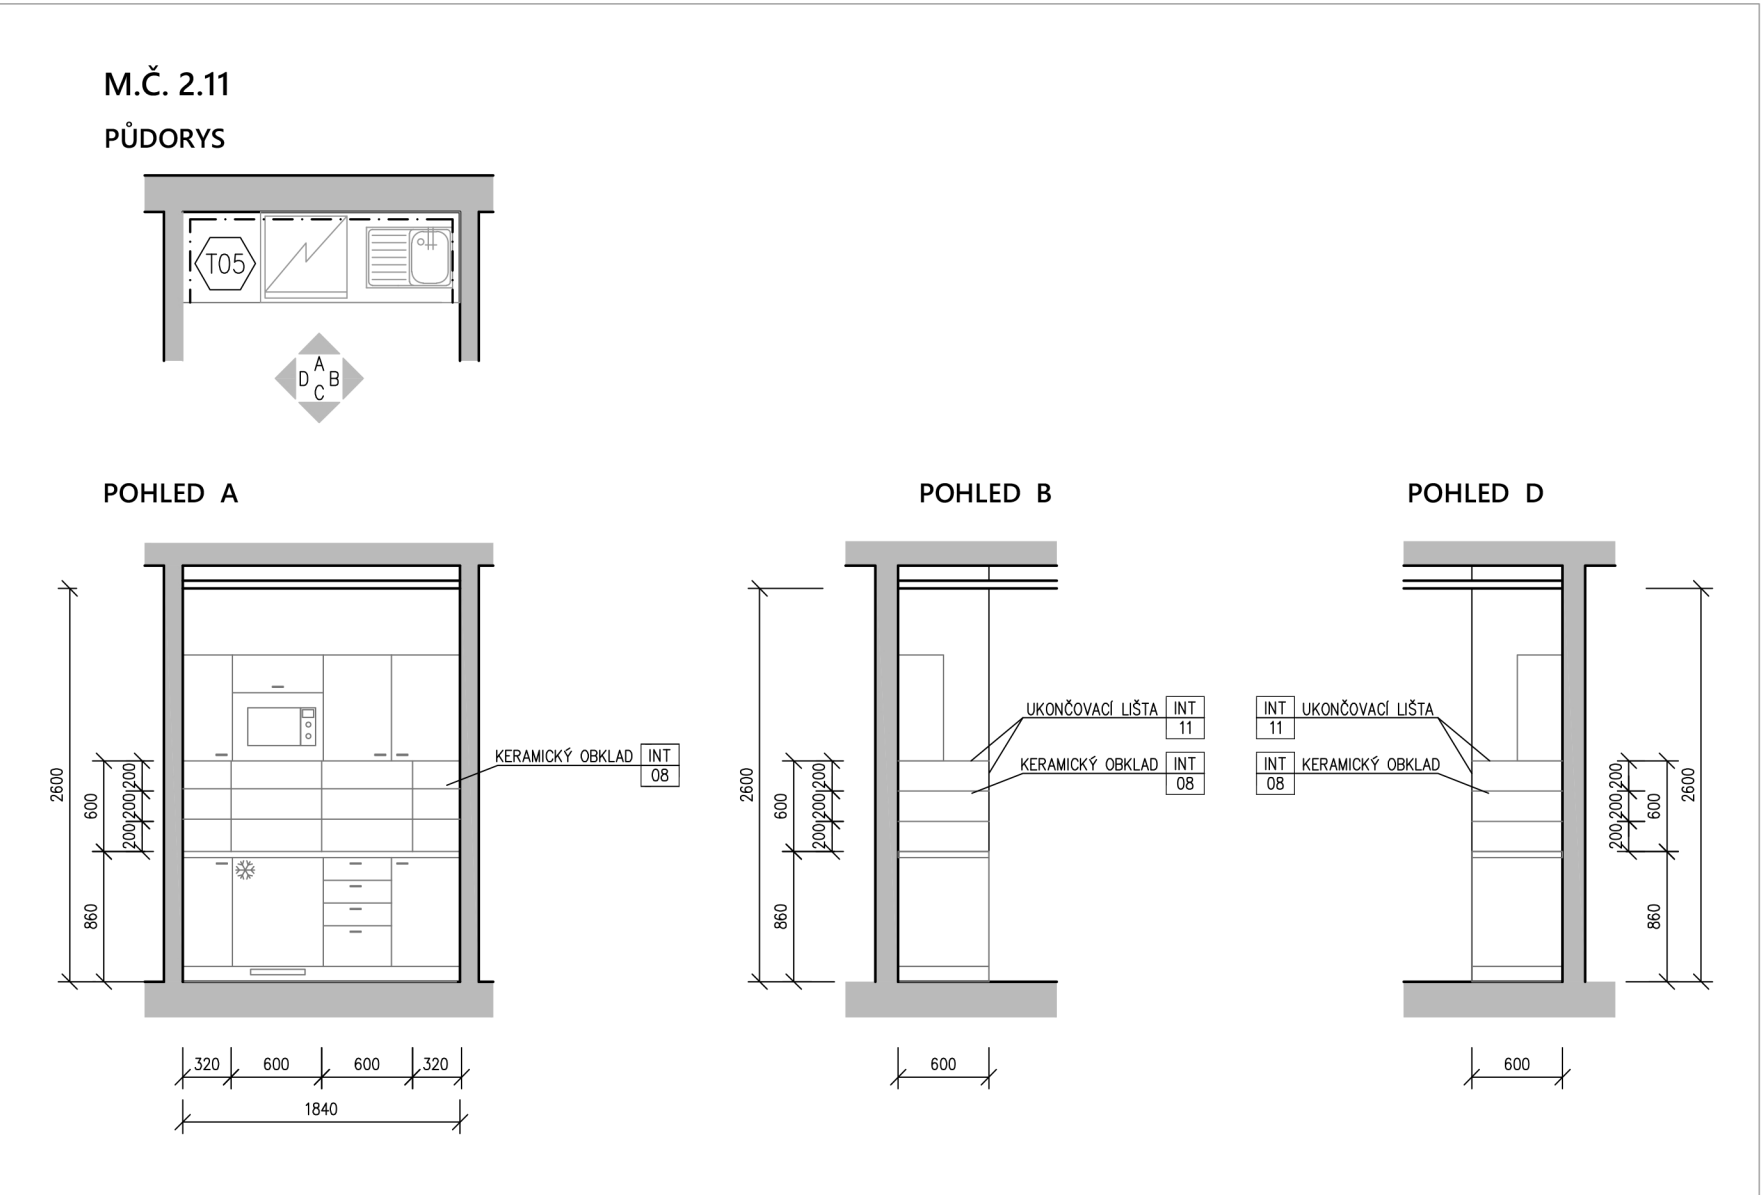 M.Č. 2.11
PŮDORYS
T05
A
D B
C
POHLED A
POHLED B
POHLED D
2600
600
860
200
200
200
KERAMICKÝ OBKLAD INT
08
320 600 600 320
1840
2600
600
860
200
200
200
UKONČOVACÍ LIŠTA INT
11
KERAMICKÝ OBKLAD INT
08
600
INT UKONČOVACÍ LIŠTA
11
INT KERAMICKÝ OBKLAD
08
200
200
200
600
860
2600
600